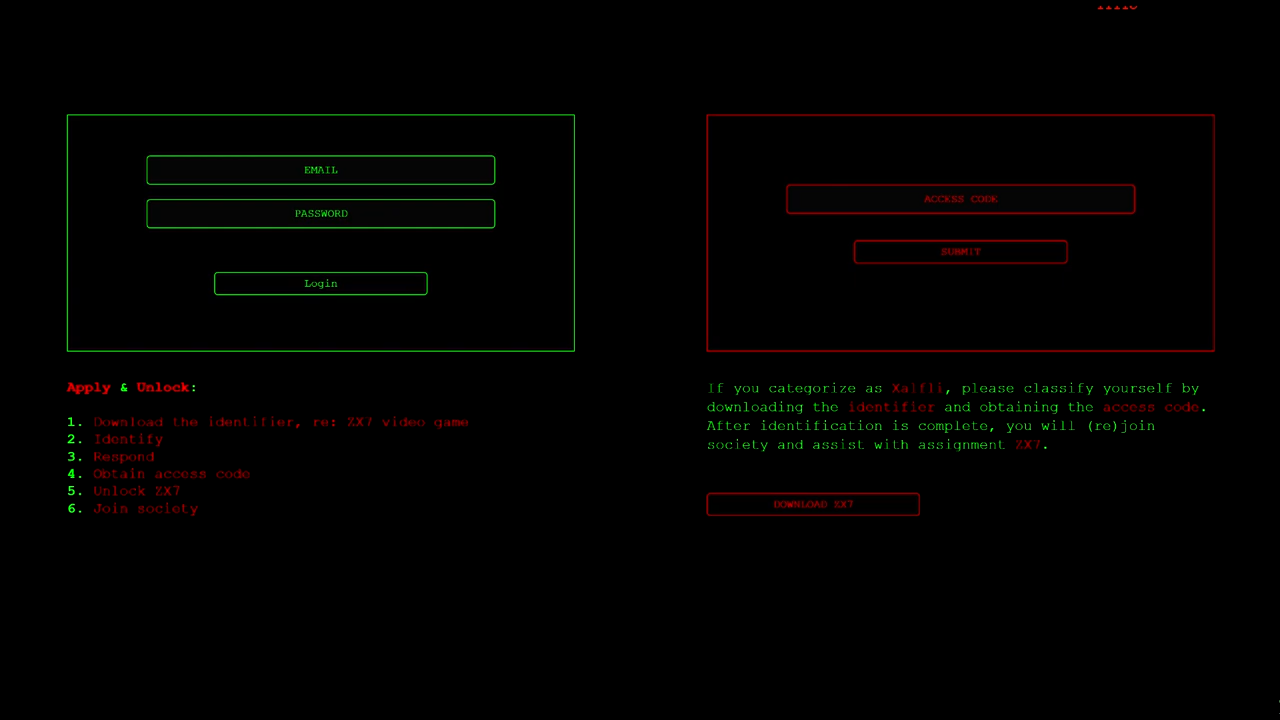 EMAIL
PASSWORD
Login
Apply & Unlock:
1. Download the identifier, re: ZX7 video game
2. Identify
3. Respond
4. Obtain access code
5. Unlock ZX7
6. Join society
ACCESS CODE
SUBMIT
If you categorize as Xalfli, please classify yourself by
downloading the identifier and obtaining the access code.
After identification is complete, you will (re)join
society and assist with assignment ZX7.
DOWNLOAD ZX7